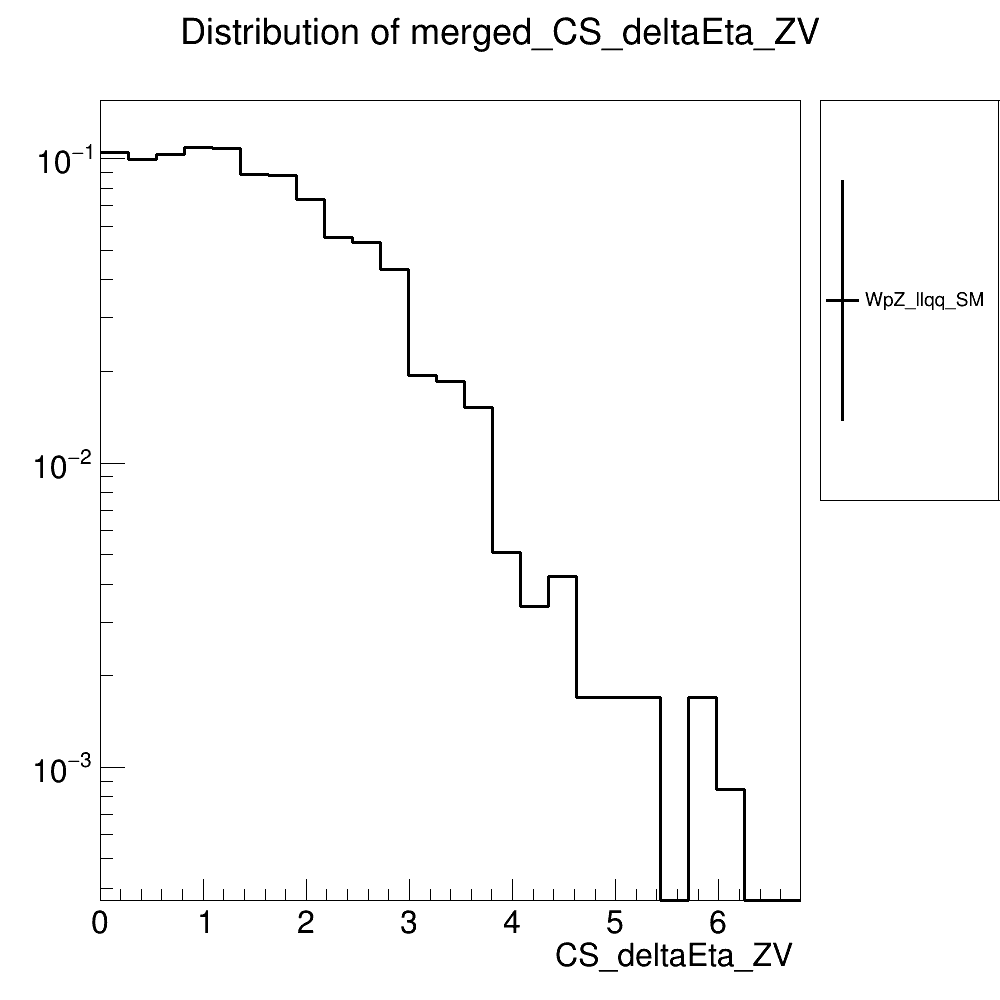 Distribution of merged_CS_deltaEta_ZV
10⁻¹
WpZ_llqq_SM
10⁻²
10⁻³
0 1 2 3 4 5 6
CS_deltaEta_ZV